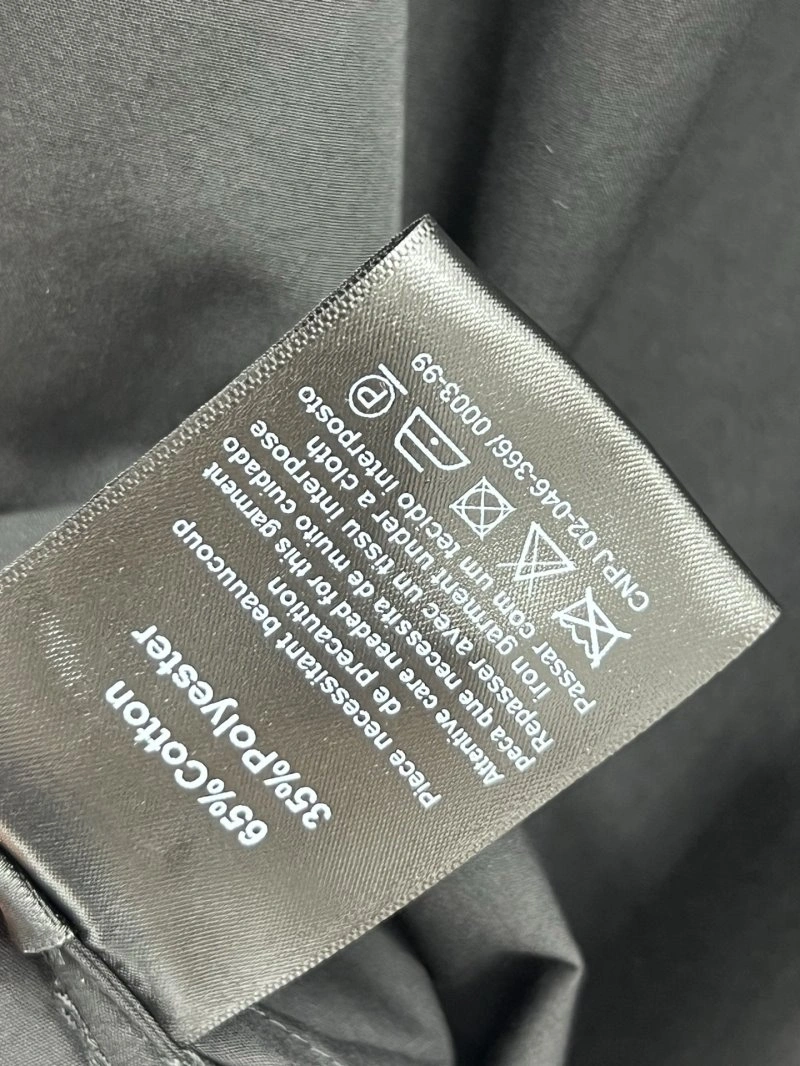 65%Cotton
35%Polyester
Piece necessitant beaucoup
de precaution
Attenive care needed for this garment
peca que necessita de muito cuidado
Repasser avec un tissu interpose
Iron garment under a cloth
Passar com um tecido interposto
P
CNPJ 02-046-366/ 0003-99